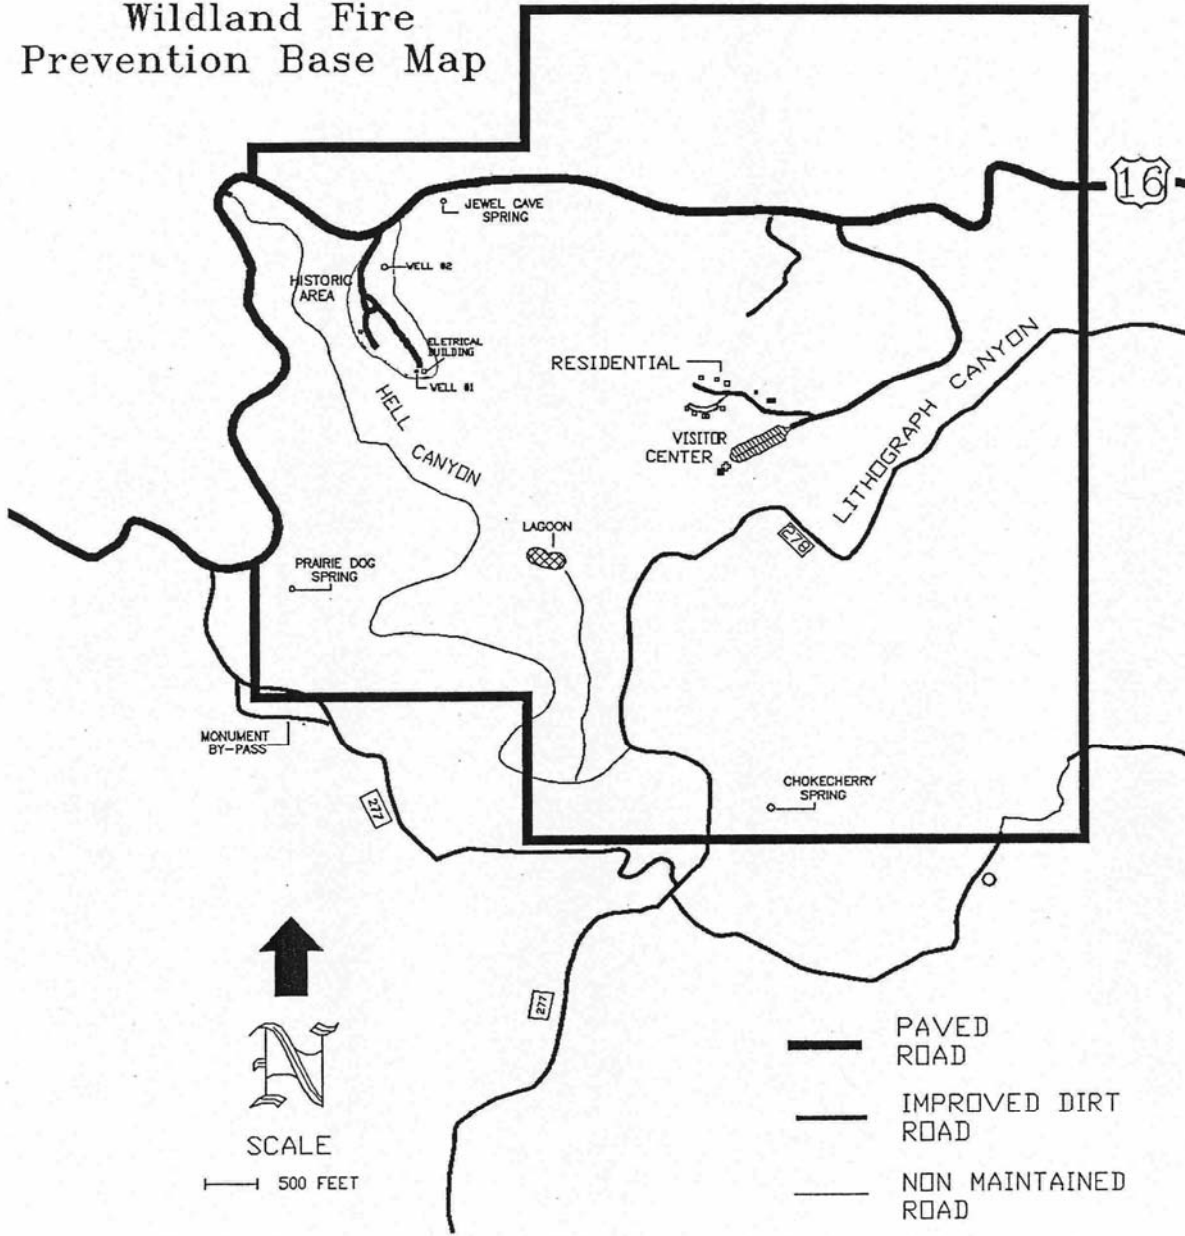 Wildland Fire
Prevention Base Map
16
JEWEL CAVE
SPRING
WELL #2
HISTORIC
AREA
ELETRICAL
BUILDING
WELL #1
RESIDENTIAL
HELL
CANYON
VISITOR
CENTER
LITHOGRAPH CANYON
278
LAGOON
PRAIRIE DOG
SPRING
MONUMENT
BY-PASS
277
CHOKECHERRY
SPRING
277
N
SCALE
500 FEET
PAVED
ROAD
IMPROVED DIRT
ROAD
NON MAINTAINED
ROAD